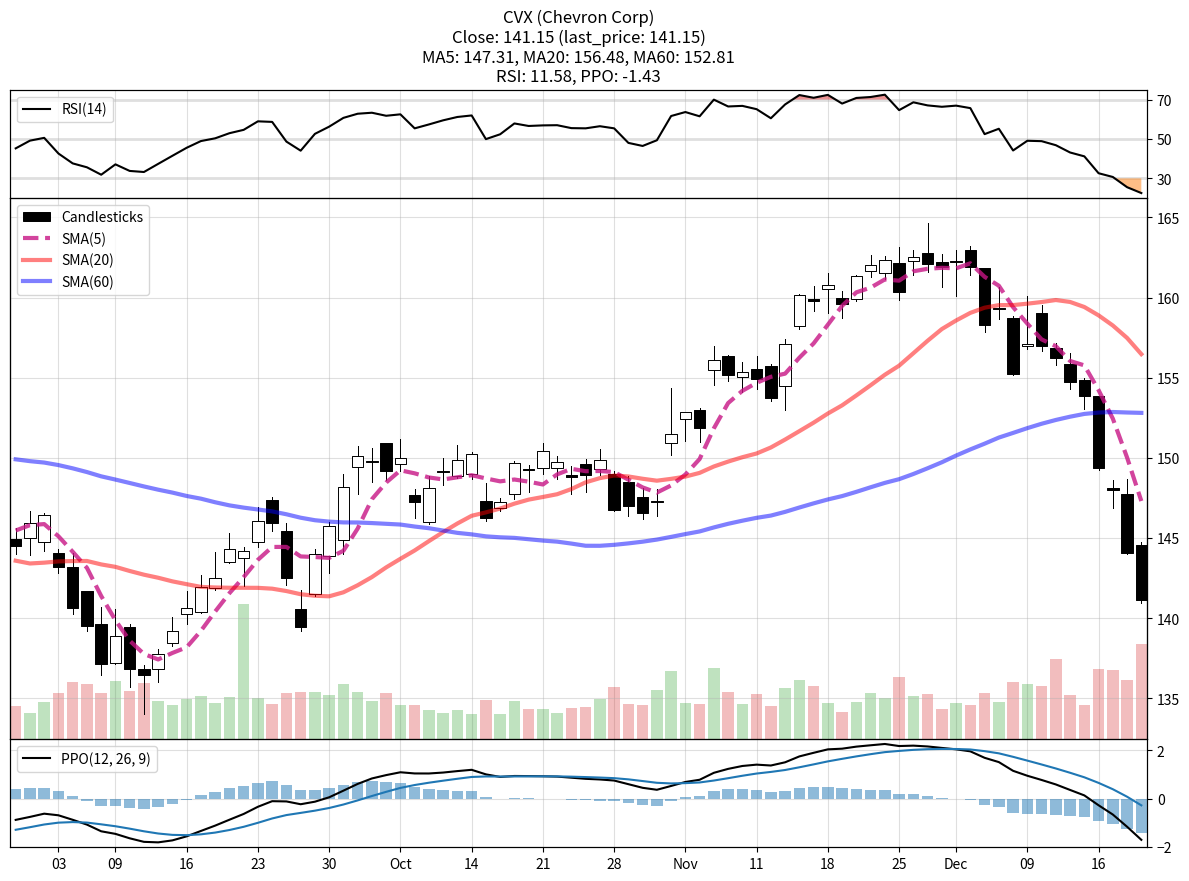 CVX (Chevron Corp)
Close: 141.15 (last_price: 141.15)
MA5: 147.31, MA20: 156.48, MA60: 152.81
RSI: 11.58, PPO: -1.43
RSI(14)
70
50
30
Candlesticks
SMA(5)
SMA(20)
SMA(60)
165
160
155
150
145
140
135
PPO(12, 26, 9)
2
0
−2
03 09 16 23 30 Oct 14 21 28 Nov 11 18 25 Dec 09 16